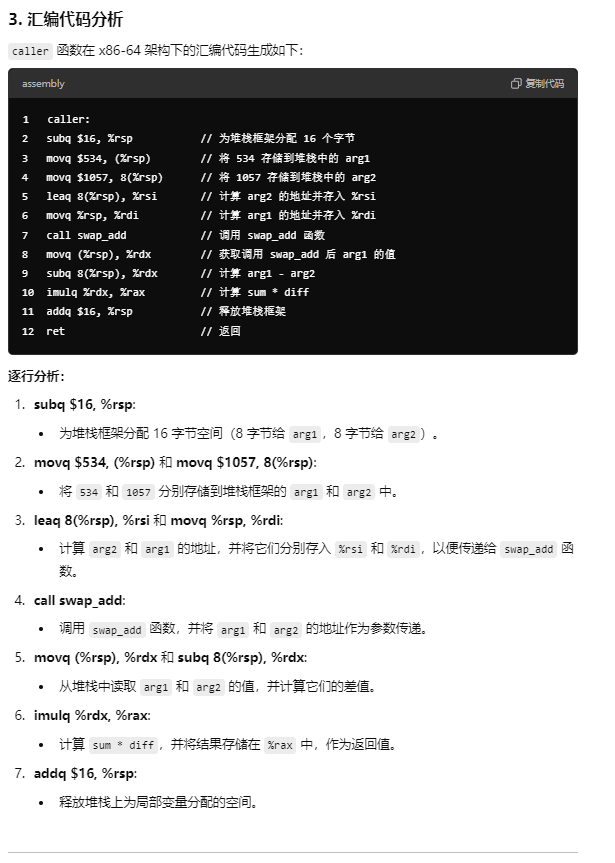 3. 汇编代码分析
caller 函数在 x86-64 架构下的汇编代码生成如下：
assembly 复制代码
1 caller:
2 subq $16, %rsp // 为堆栈框架分配 16 个字节
3 movq $534, (%rsp) // 将 534 存储到堆栈中的 arg1
4 movq $1057, 8(%rsp) // 将 1057 存储到堆栈中的 arg2
5 leaq 8(%rsp), %rsi // 计算 arg2 的地址并存入 %rsi
6 movq %rsp, %rdi // 计算 arg1 的地址并存入 %rdi
7 call swap_add // 调用 swap_add 函数
8 movq (%rsp), %rdx // 获取调用 swap_add 后 arg1 的值
9 subq 8(%rsp), %rdx // 计算 arg1 - arg2
10 imulq %rdx, %rax // 计算 sum * diff
11 addq $16, %rsp // 释放堆栈框架
12 ret // 返回
逐行分析：
1. subq $16, %rsp:
• 为堆栈框架分配 16 字节空间（8 字节给 arg1，8 字节给 arg2）。
2. movq $534, (%rsp) 和 movq $1057, 8(%rsp):
• 将 534 和 1057 分别存储到堆栈框架的 arg1 和 arg2 中。
3. leaq 8(%rsp), %rsi 和 movq %rsp, %rdi:
• 计算 arg2 和 arg1 的地址，并将它们分别存入 %rsi 和 %rdi，以便传递给 swap_add 函
数。
4. call swap_add:
• 调用 swap_add 函数，并将 arg1 和 arg2 的地址作为参数传递。
5. movq (%rsp), %rdx 和 subq 8(%rsp), %rdx:
• 从堆栈中读取 arg1 和 arg2 的值，并计算它们的差值。
6. imulq %rdx, %rax:
• 计算 sum * diff，并将结果存储在 %rax 中，作为返回值。
7. addq $16, %rsp:
• 释放堆栈上为局部变量分配的空间。